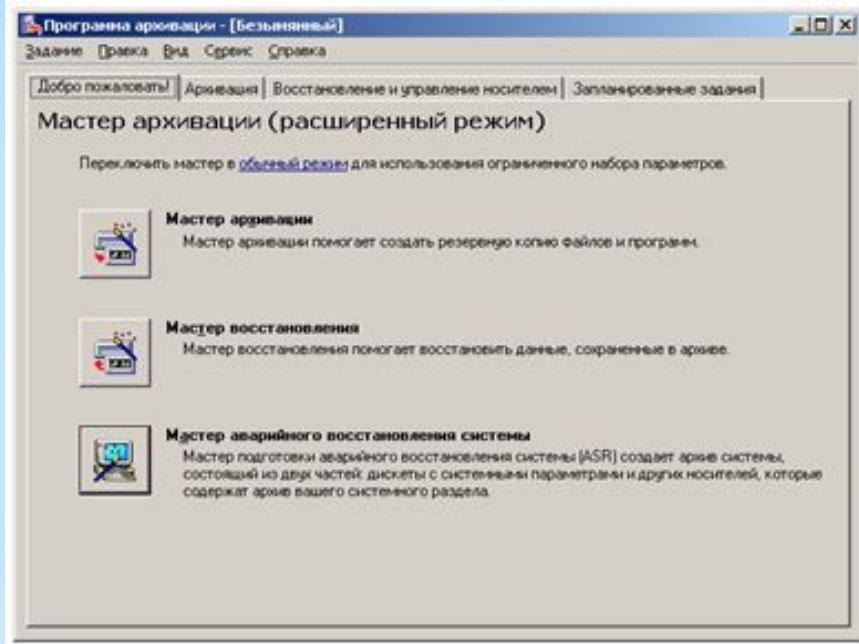 Программа архивации - [Безымянный]
Задание Правка Вид Сервис Справка
Добро пожаловать! Архивация Восстановление и управление носителем Запланированные задания
Мастер архивации (расширенный режим)
Переключить мастер в обычный режим для использования ограниченного набора параметров.
Мастер архивации
Мастер архивации помогает создать резервную копию файлов и программ.
Мастер восстановления
Мастер восстановления помогает восстановить данные, сохраненные в архиве.
Мастер аварийного восстановления системы
Мастер подготовки аварийного восстановления системы (ASR) создает архив системы,
состоящий из двух частей: дискеты с системными параметрами и других носителей, которые
содержат архив вашего системного раздела.